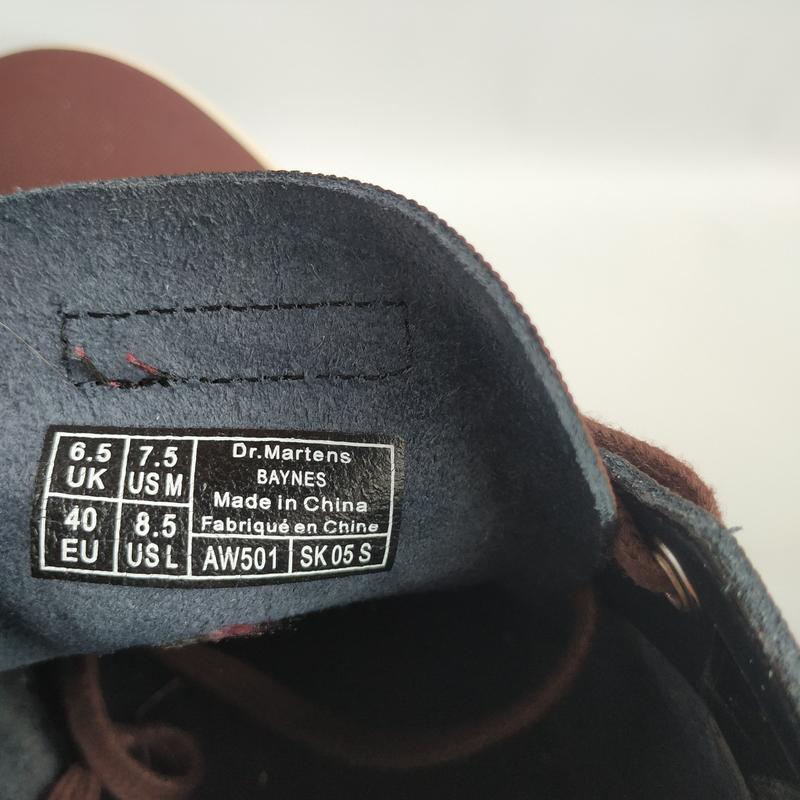 6.5
UK
7.5
US M
40
EU
8.5
US L
Dr.Martens
BAYNES
Made in China
Fabriqué en Chine
AW501
SK 05 S